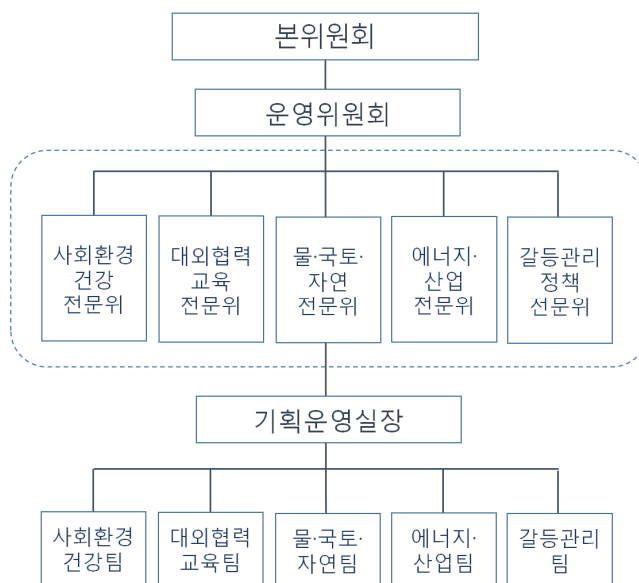 본위원회
운영위원회
사회환경
건강
전문위
대외협력
교육
전문위
물·국토·
자연
전문위
에너지·
산업
전문위
갈등관리
정책
선문위
기획운영실장
사회환경
건강팀
대외협력
교육팀
물·국토·
자연팀
에너지·
산업팀
갈등관리
팀